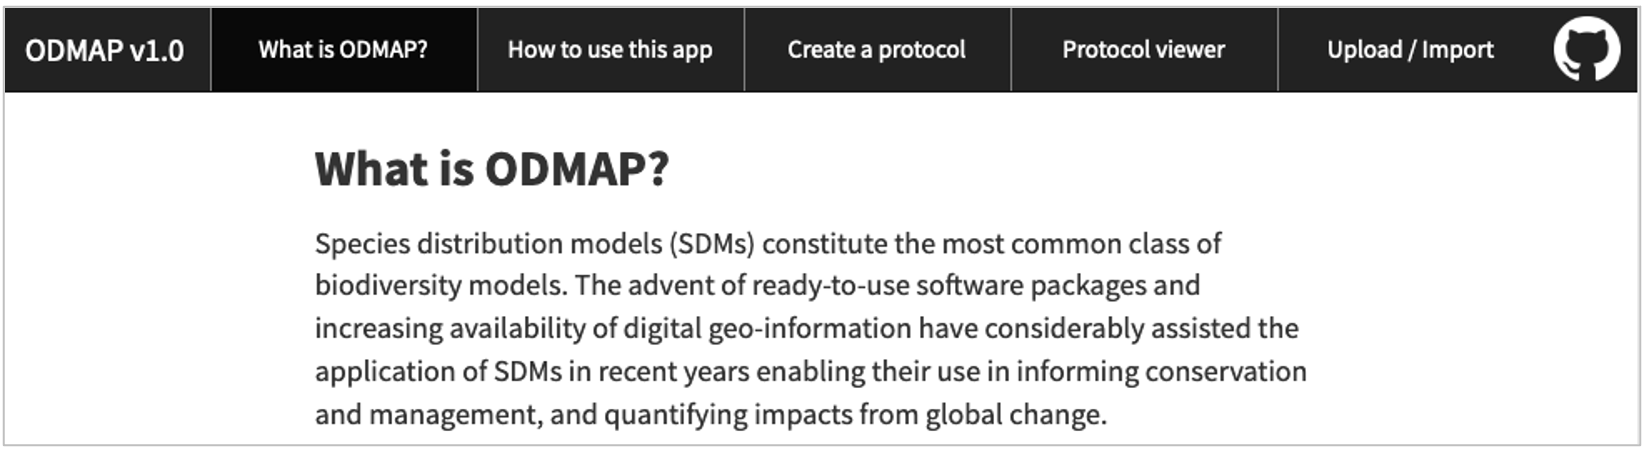 ODMAP v1.0 What is ODMAP? How to use this app Create a protocol Protocol viewer Upload / Import
What is ODMAP?
Species distribution models (SDMs) constitute the most common class of
biodiversity models. The advent of ready-to-use software packages and
increasing availability of digital geo-information have considerably assisted the
application of SDMs in recent years enabling their use in informing conservation
and management, and quantifying impacts from global change.